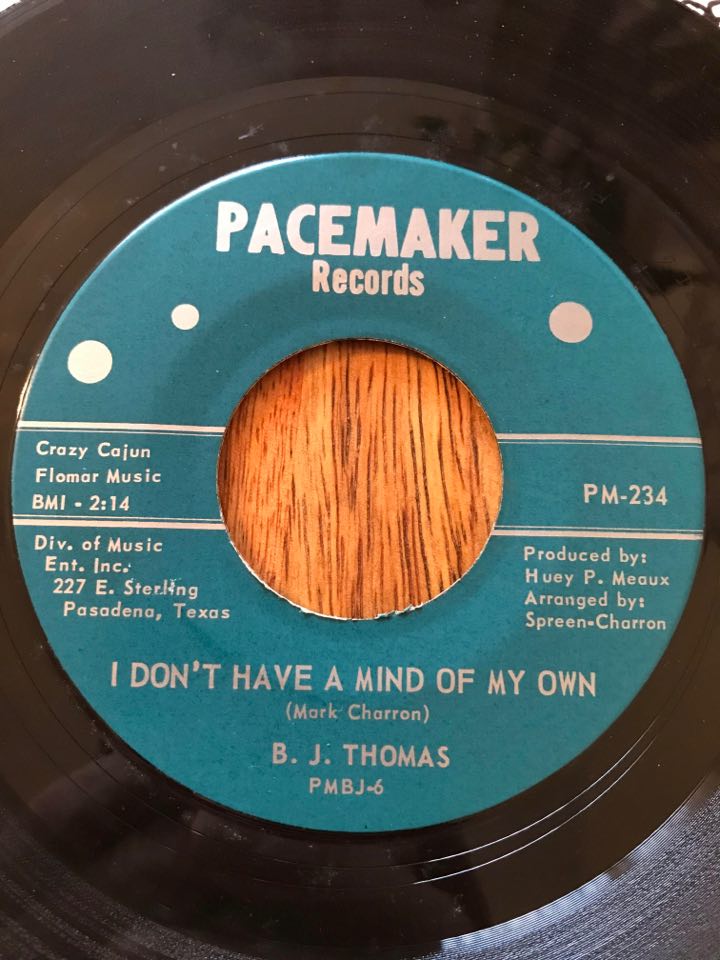 PACEMAKER
Records
Crazy Cajun
Flomar Music
BMI - 2:14
PM-234
Div. of Music
Ent. Inc.
227 E. Sterling
Pasadena, Texas
Produced by:
Huey P. Meaux
Arranged by:
Spreen-Charron
I DON'T HAVE A MIND OF MY OWN
(Mark Charron)
B. J. THOMAS
PMBJ-6